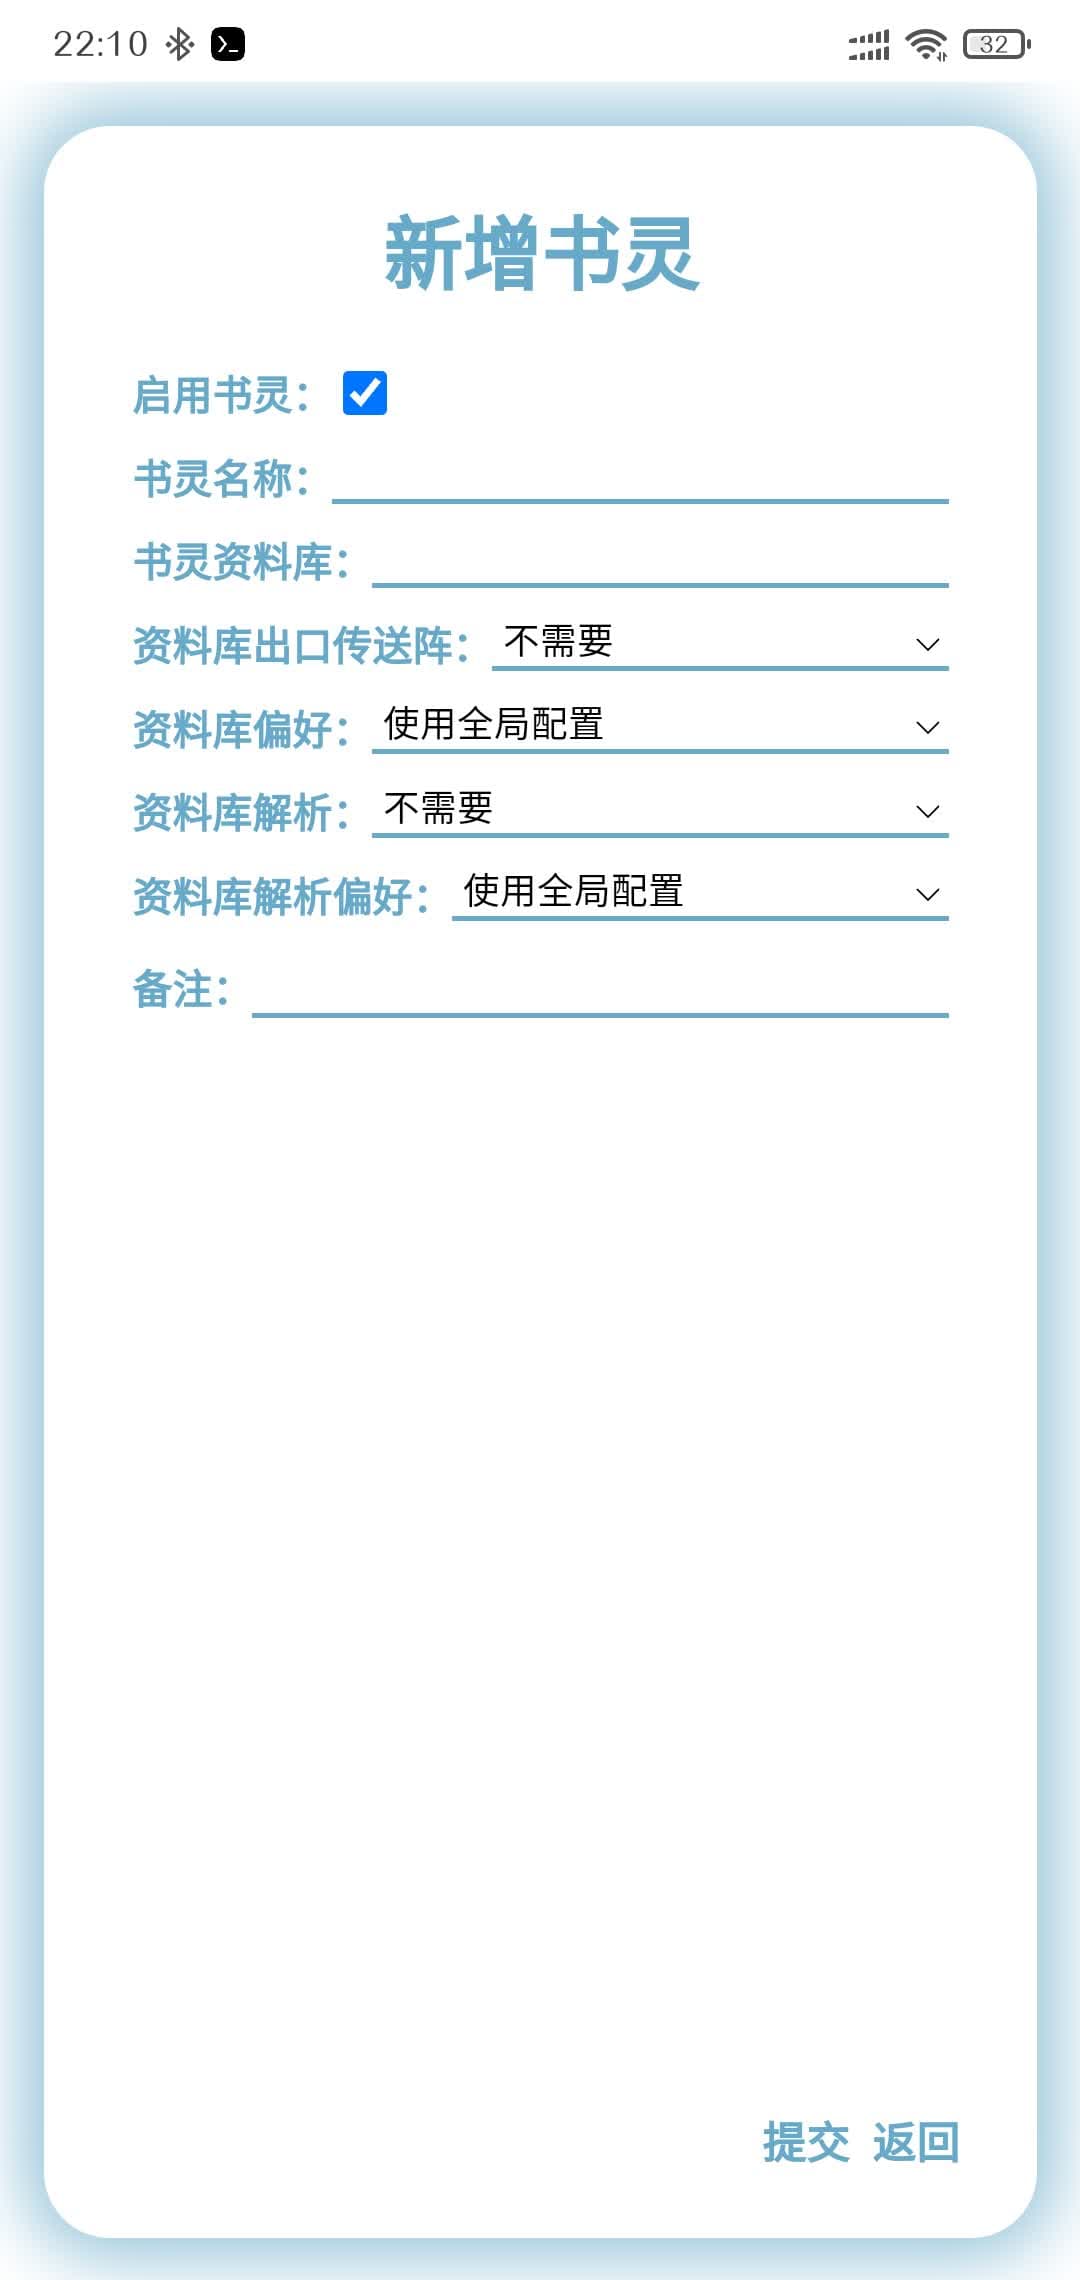 22:10
32
新增书灵
启用书灵：
书灵名称：
书灵资料库：
资料库出口传送阵： 不需要
资料库偏好： 使用全局配置
资料库解析： 不需要
资料库解析偏好： 使用全局配置
备注：
提交 返回